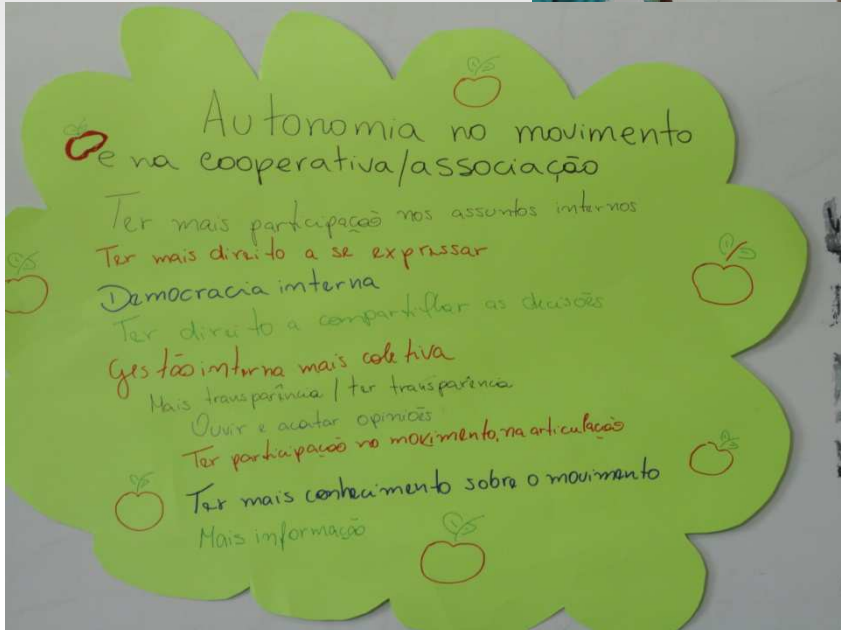 Autonomia no movimento
e na cooperativa/associação
Ter mais participação nos assuntos internos
Ter mais direito a se expressar
Democracia interna
Ter direito a compartilhar as decisões
Gestão interna mais coletiva
Mais transparência / ter transparência
Ouvir e acatar opiniões
Ter participação no movimento, na articulação
Ter mais conhecimento sobre o movimento
Mais informação